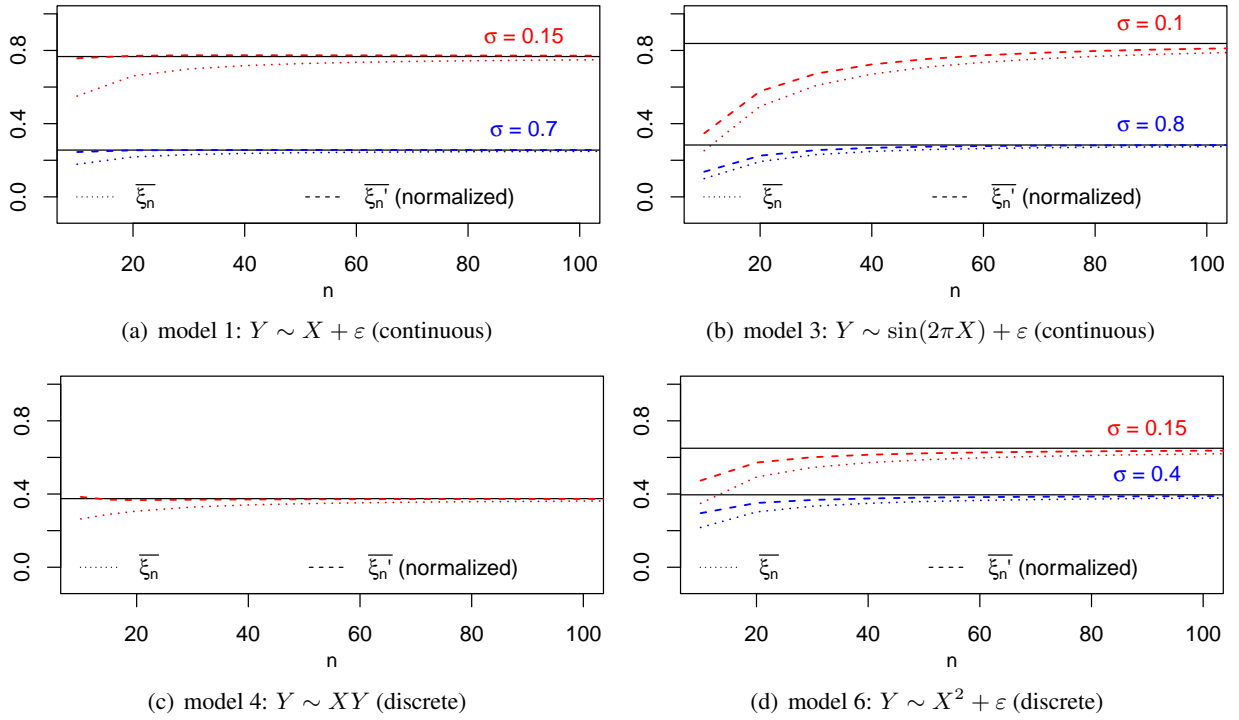 0.0 0.4 0.8
σ = 0.15
σ = 0.7
ξₙ ξₙ' (normalized)
20 40 60 80 100
n
(a) model 1: Y ∼ X + ε (continuous)
0.0 0.4 0.8
σ = 0.1
σ = 0.8
ξₙ ξₙ' (normalized)
20 40 60 80 100
n
(b) model 3: Y ∼ sin(2πX) + ε (continuous)
0.0 0.4 0.8
ξₙ ξₙ' (normalized)
20 40 60 80 100
n
(c) model 4: Y ∼ XY (discrete)
0.0 0.4 0.8
σ = 0.15
σ = 0.4
ξₙ ξₙ' (normalized)
20 40 60 80 100
n
(d) model 6: Y ∼ X² + ε (discrete)